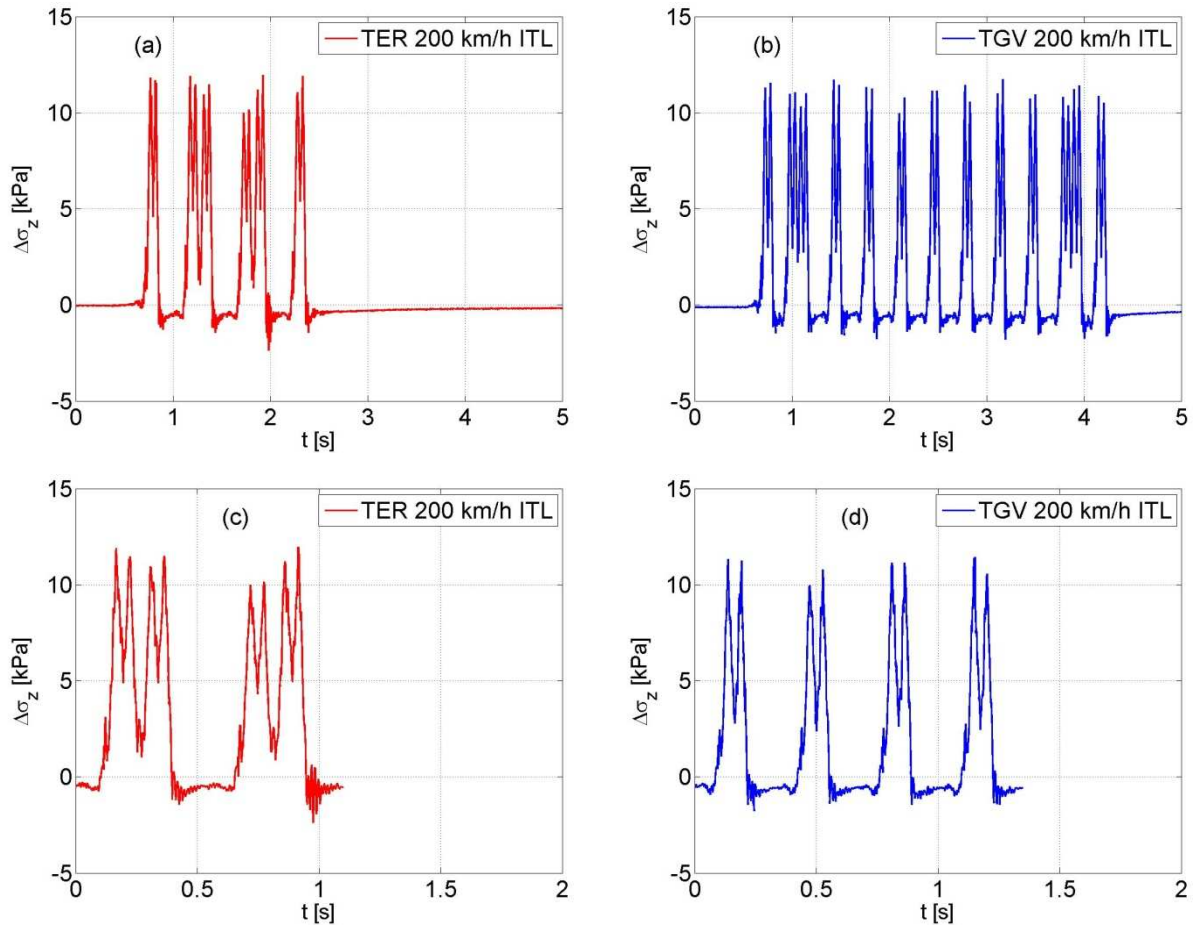 (a)
TER 200 km/h ITL
15
10
5
0
-5
Δσz [kPa]
0 1 2 3 4 5
t [s]
(b)
TGV 200 km/h ITL
15
10
5
0
-5
Δσz [kPa]
0 1 2 3 4 5
t [s]
(c)
TER 200 km/h ITL
15
10
5
0
-5
Δσz [kPa]
0 0.5 1 1.5 2
t [s]
(d)
TGV 200 km/h ITL
15
10
5
0
-5
Δσz [kPa]
0 0.5 1 1.5 2
t [s]